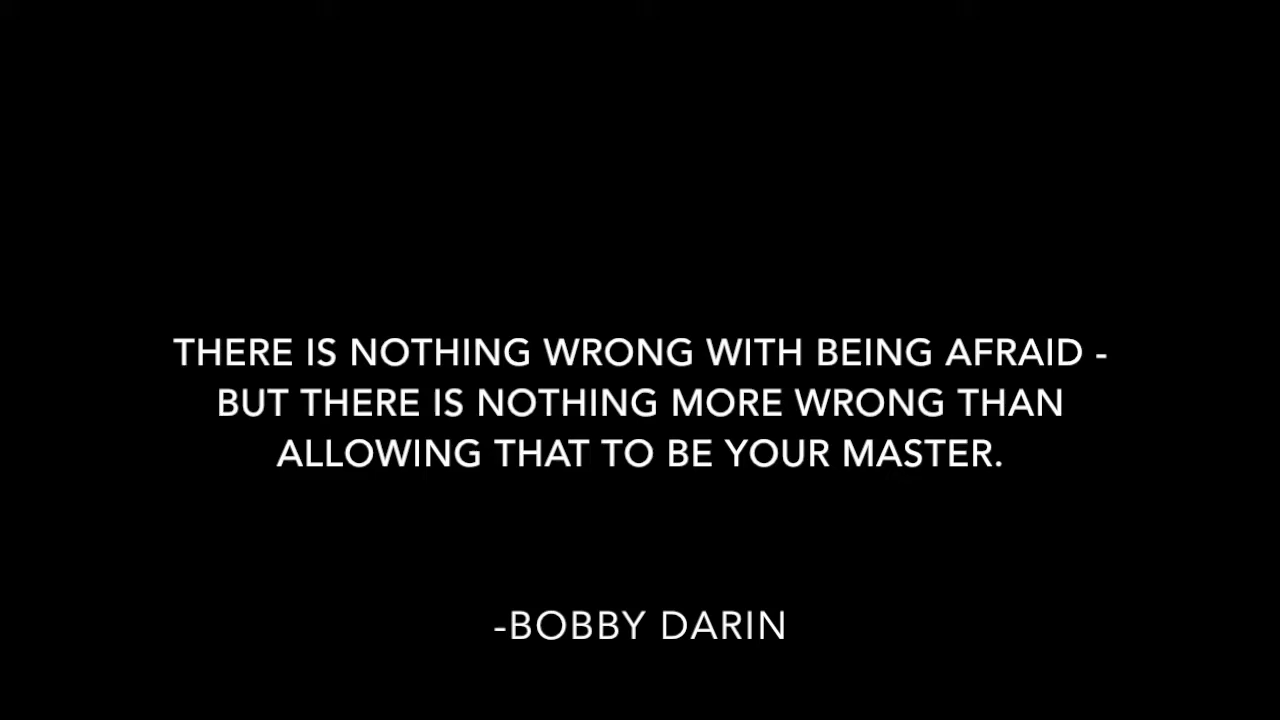 THERE IS NOTHING WRONG WITH BEING AFRAID -
BUT THERE IS NOTHING MORE WRONG THAN
ALLOWING THAT TO BE YOUR MASTER.
-BOBBY DARIN